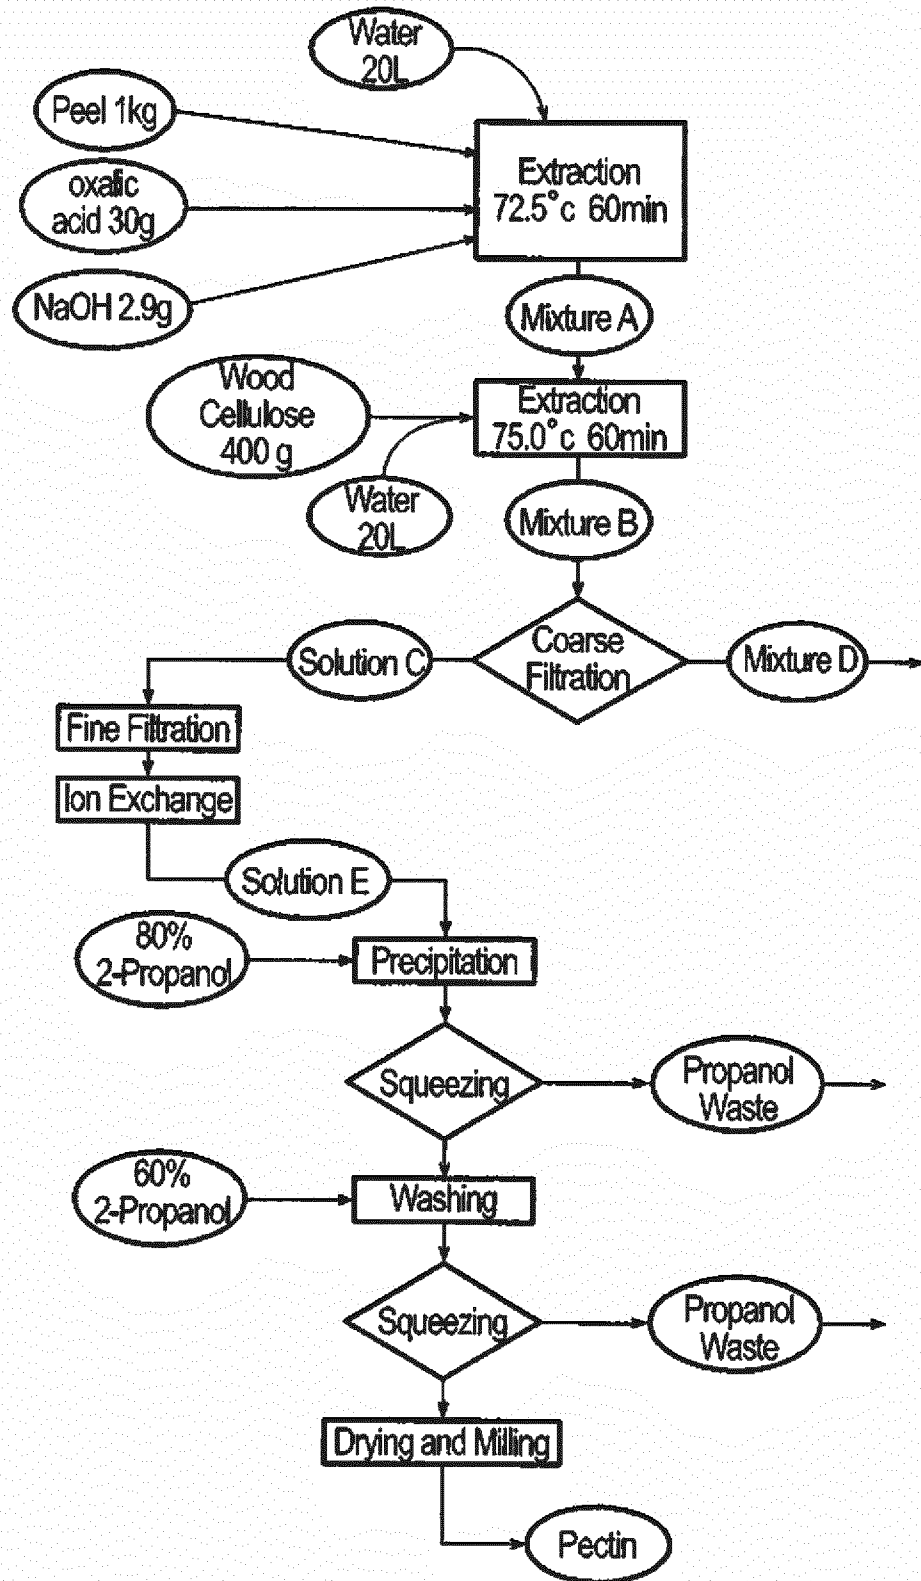 Water
20L
Peel 1kg
Extraction
72.5°c 60min
oxalic
acid 30g
NaOH 2.9g
Mixture A
Wood
Cellulose
400 g
Extraction
75.0°c 60min
Water
20L
Mixture B
Coarse
Filtration
Solution C
Mixture D
Fine Filtration
Ion Exchange
Solution E
80%
2-Propanol
Precipitation
Squeezing
Propanol
Waste
60%
2-Propanol
Washing
Squeezing
Propanol
Waste
Drying and Milling
Pectin